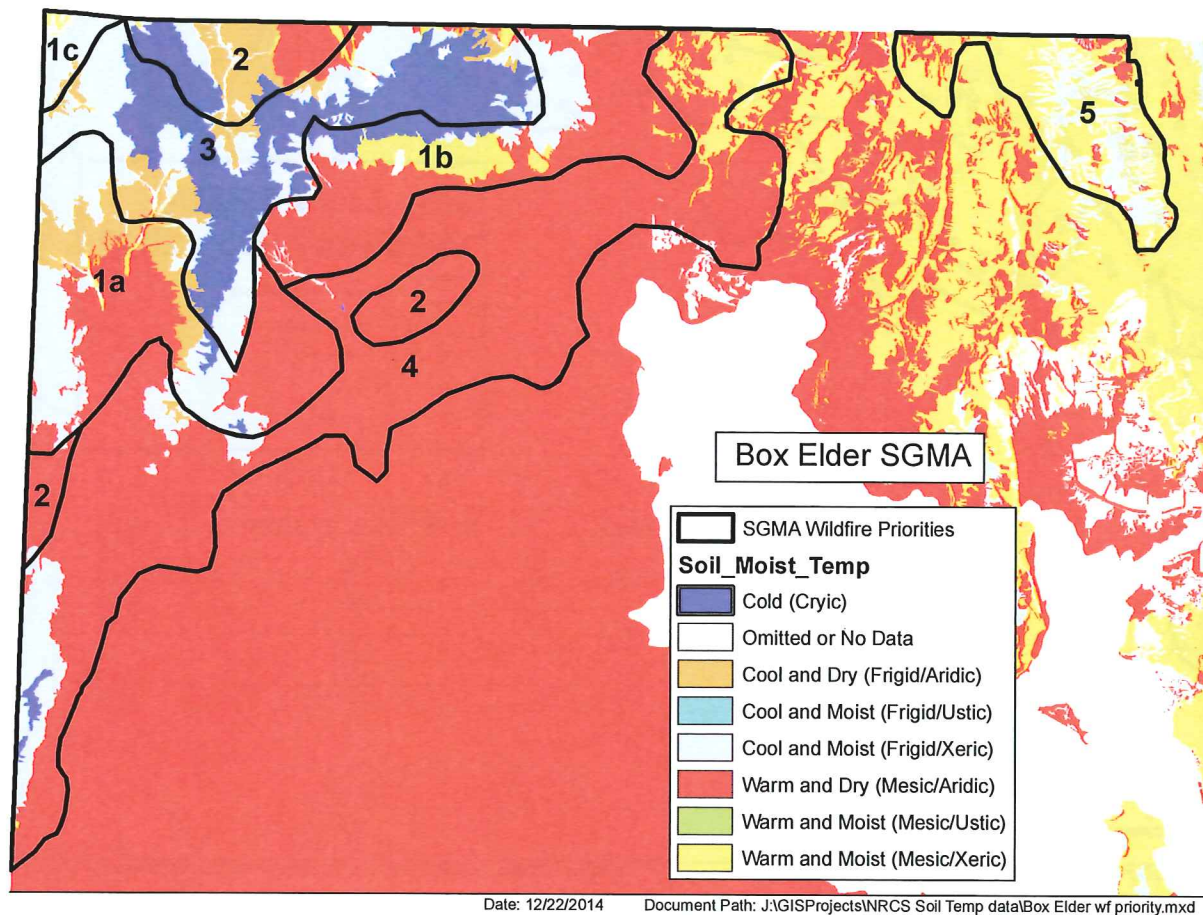 1c
2
3
1b
5
1a
2
4
2
Box Elder SGMA
SGMA Wildfire Priorities
Soil_Moist_Temp
Cold (Cryic)
Omitted or No Data
Cool and Dry (Frigid/Aridic)
Cool and Moist (Frigid/Ustic)
Cool and Moist (Frigid/Xeric)
Warm and Dry (Mesic/Aridic)
Warm and Moist (Mesic/Ustic)
Warm and Moist (Mesic/Xeric)
Date: 12/22/2014 Document Path: J:\GISProjects\NRCS Soil Temp data\Box Elder wf priority.mxd